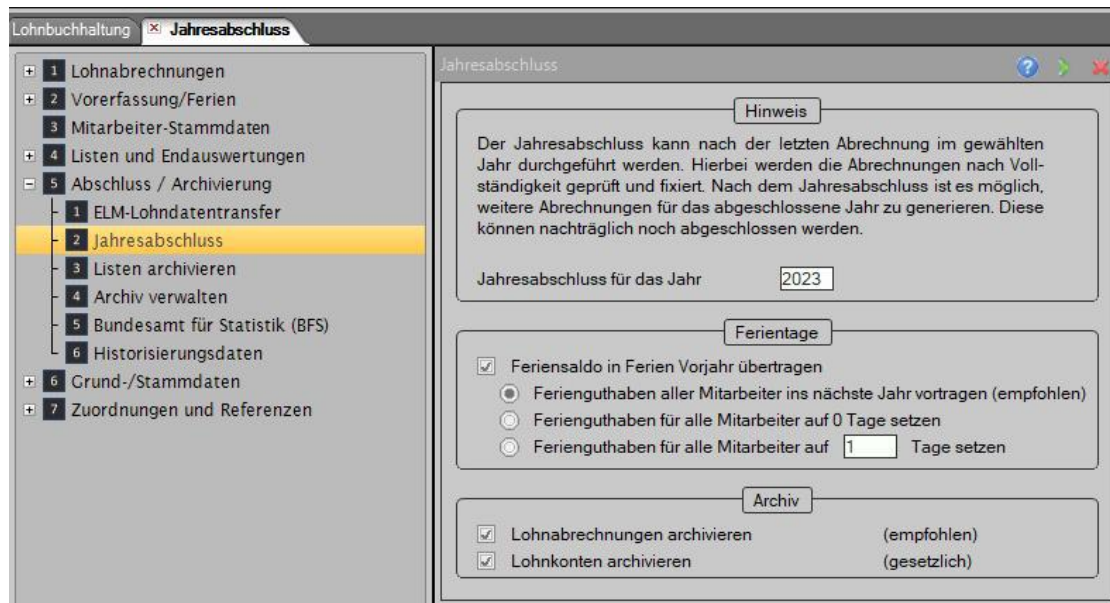 Lohnbuchhaltung Jahresabschluss
1 Lohnabrechnungen
2 Vorerfassung/Ferien
3 Mitarbeiter-Stammdaten
4 Listen und Endauswertungen
5 Abschluss / Archivierung
1 ELM-Lohndatentransfer
2 Jahresabschluss
3 Listen archivieren
4 Archiv verwalten
5 Bundesamt für Statistik (BFS)
6 Historisierungsdaten
6 Grund-/Stammdaten
7 Zuordnungen und Referenzen
Jahresabschluss
Hinweis
Der Jahresabschluss kann nach der letzten Abrechnung im gewählten
Jahr durchgeführt werden. Hierbei werden die Abrechnungen nach Voll-
ständigkeit geprüft und fixiert. Nach dem Jahresabschluss ist es möglich,
weitere Abrechnungen für das abgeschlossene Jahr zu generieren. Diese
können nachträglich noch abgeschlossen werden.
Jahresabschluss für das Jahr 2023
Ferientage
Feriensaldo in Ferien Vorjahr übertragen
Ferienguthaben aller Mitarbeiter ins nächste Jahr vortragen (empfohlen)
Ferienguthaben für alle Mitarbeiter auf 0 Tage setzen
Ferienguthaben für alle Mitarbeiter auf 1 Tage setzen
Archiv
Lohnabrechnungen archivieren (empfohlen)
Lohnkonten archivieren (gesetzlich)